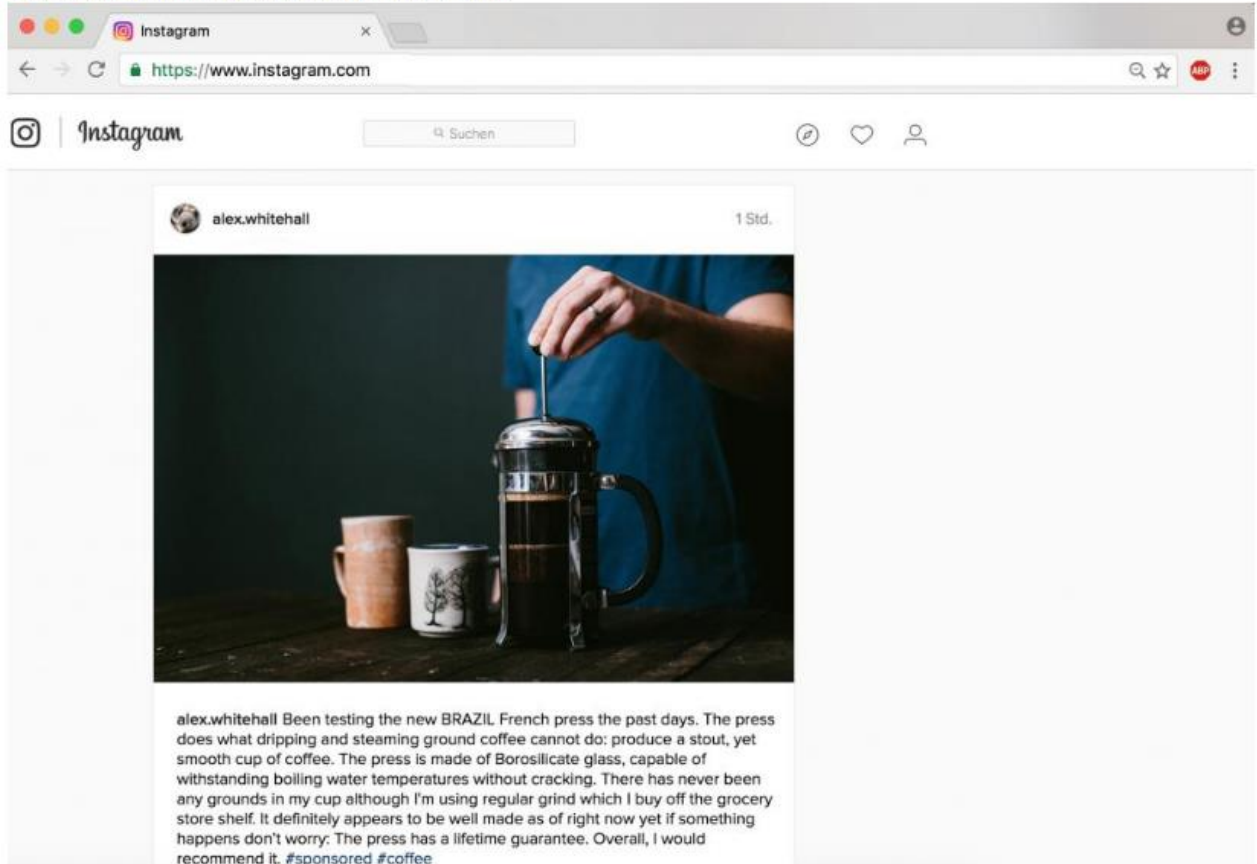 Instagram
https://www.instagram.com
ABP
Instagram
Suchen
alex.whitehall
1 Std.
alex.whitehall Been testing the new BRAZIL French press the past days. The press
does what dripping and steaming ground coffee cannot do: produce a stout, yet
smooth cup of coffee. The press is made of Borosilicate glass, capable of
withstanding boiling water temperatures without cracking. There has never been
any grounds in my cup although I'm using regular grind which I buy off the grocery
store shelf. It definitely appears to be well made as of right now yet if something
happens don't worry: The press has a lifetime guarantee. Overall, I would
recommend it. #sponsored #coffee